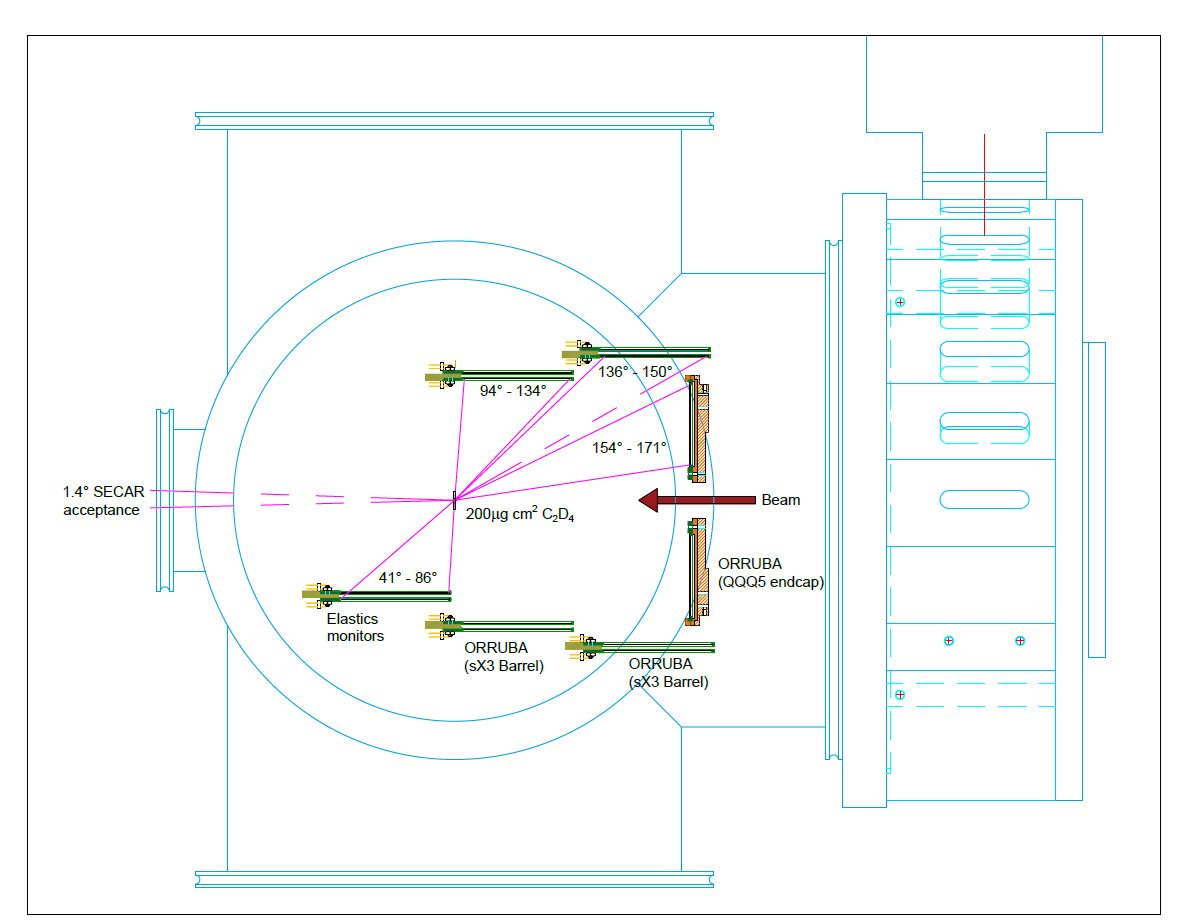 136° - 150°
94° - 134°
154° - 171°
1.4° SECAR
acceptance
Beam
200μg cm² C₂D₄
ORRUBA
(QQQ5 endcap)
41° - 86°
Elastics
monitors
ORRUBA
(sX3 Barrel)
ORRUBA
(sX3 Barrel)